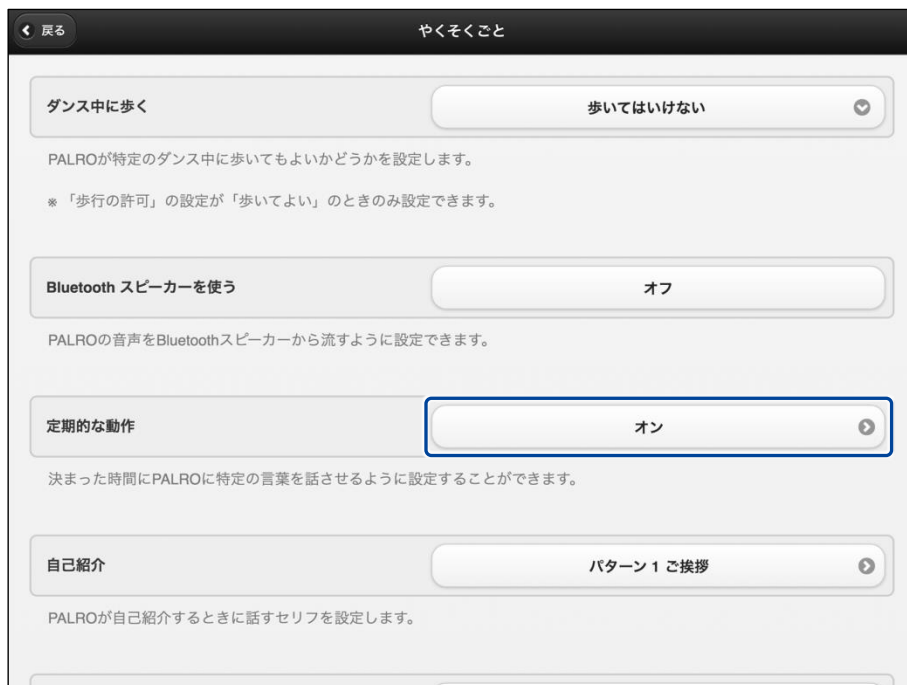 戻る
やくそくごと
ダンス中に歩く
歩いてはいけない
PALROが特定のダンス中に歩いてもよいかどうかを設定します。
※ 「歩行の許可」の設定が「歩いてよい」のときのみ設定できます。
Bluetooth スピーカーを使う
オフ
PALROの音声をBluetoothスピーカーから流すように設定できます。
定期的な動作
オン
決まった時間にPALROに特定の言葉を話させるように設定することができます。
自己紹介
パターン 1 ご挨拶
PALROが自己紹介するときに話すセリフを設定します。